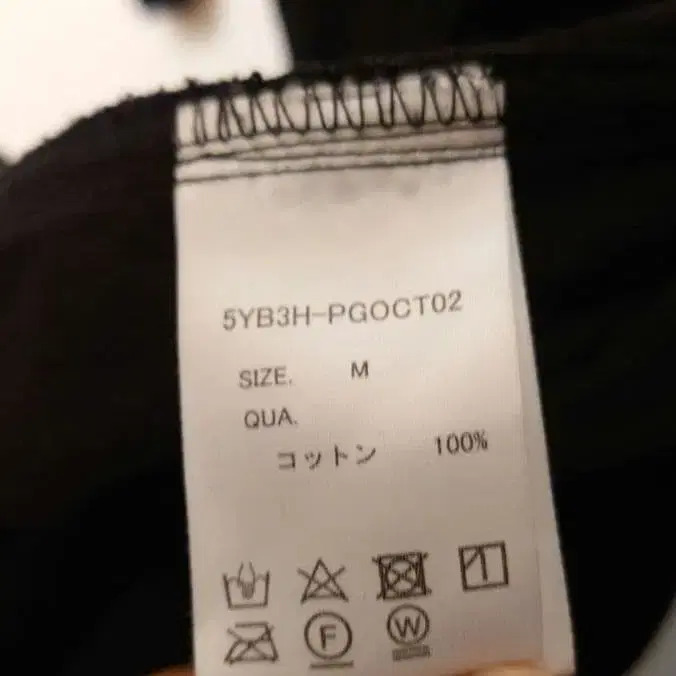 5YB3H-PGOCT02
SIZE. M
QUA.
コットン 100%
F
W